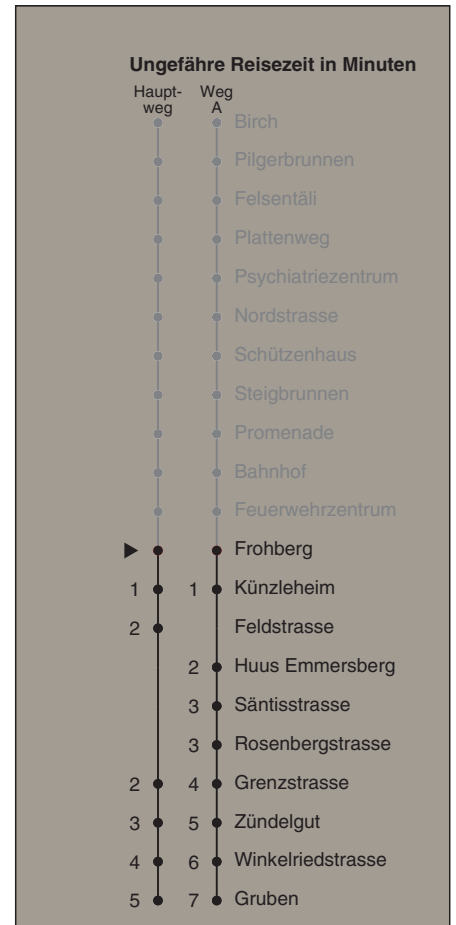 Ungefähre Reisezeit in Minuten
Haupt- Weg
weg A
Birch
Pilgerbrunnen
Felsentäli
Plattenweg
Psychiatriezentrum
Nordstrasse
Schützenhaus
Steigbrunnen
Promenade
Bahnhof
Feuerwehrzentrum
Frohberg
1 1 Künzleheim
2 Feldstrasse
2 Huus Emmersberg
3 Säntisstrasse
3 Rosenbergstrasse
2 4 Grenzstrasse
3 5 Zündelgut
4 6 Winkelriedstrasse
5 7 Gruben